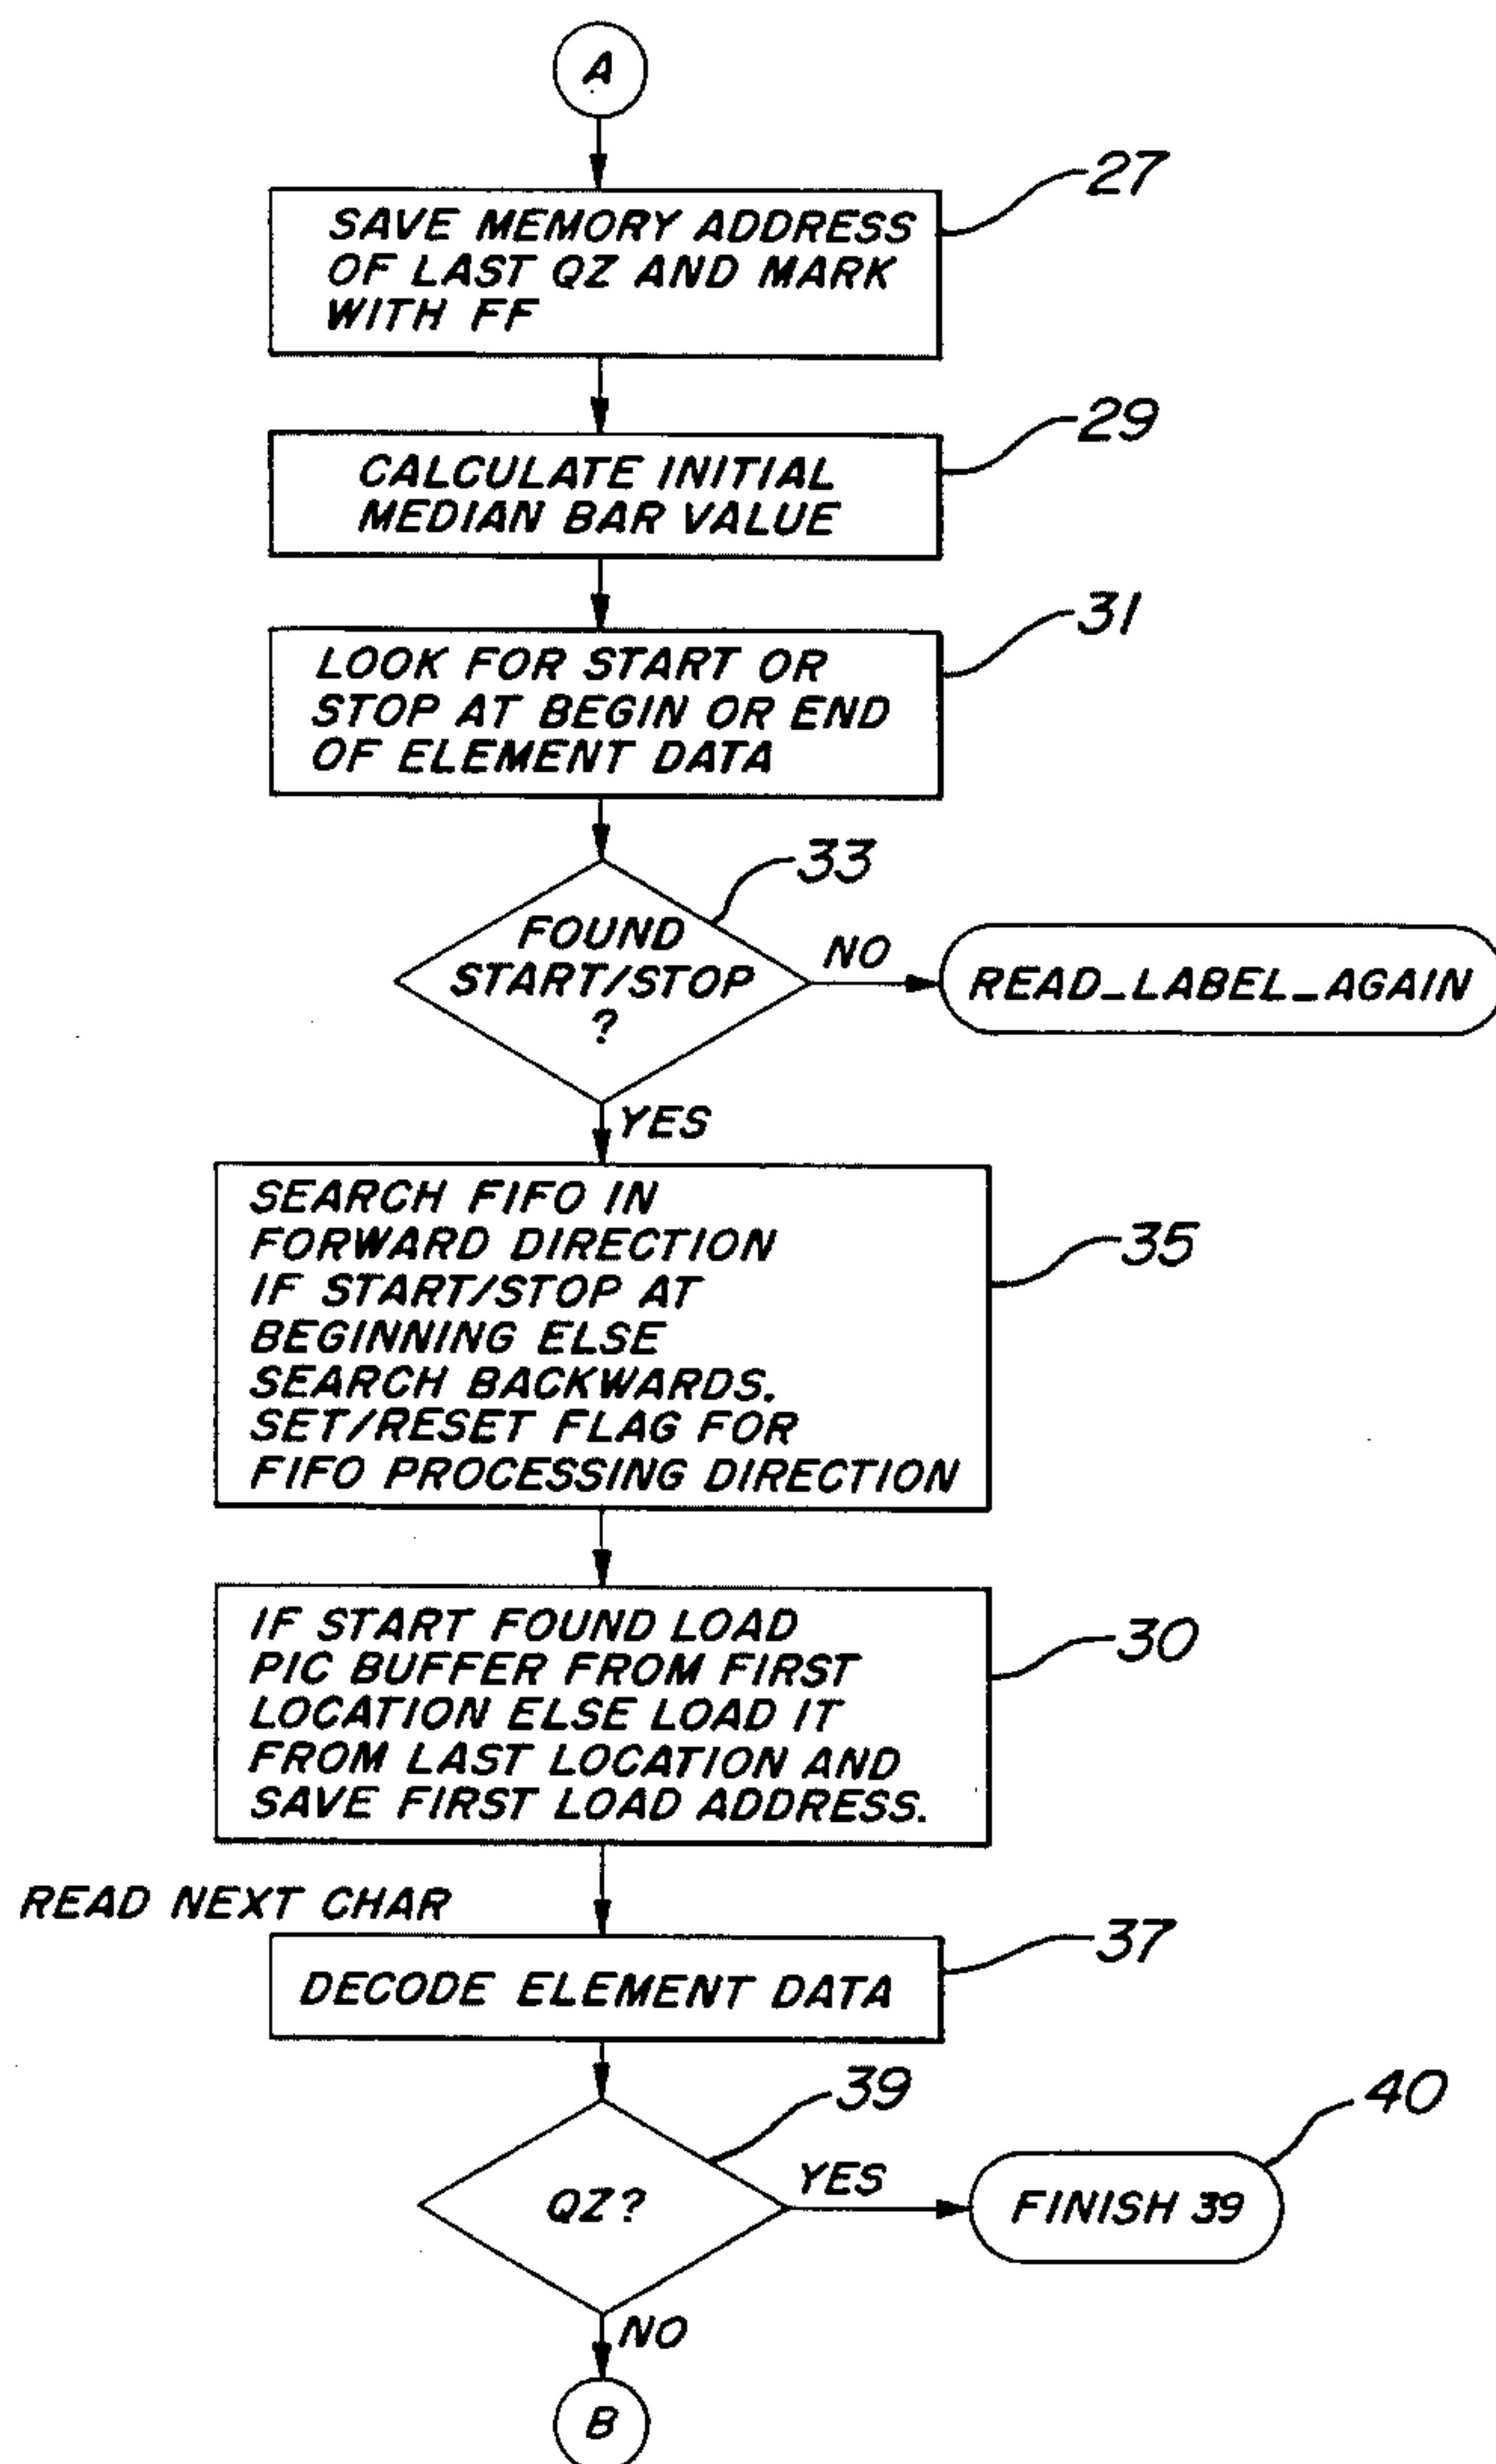 A
27
SAVE MEMORY ADDRESS
OF LAST QZ AND MARK
WITH FF
29
CALCULATE INITIAL
MEDIAN BAR VALUE
31
LOOK FOR START OR
STOP AT BEGIN OR END
OF ELEMENT DATA
33
FOUND
START/STOP
?
NO
READ_LABEL_AGAIN
YES
35
SEARCH FIFO IN
FORWARD DIRECTION
IF START/STOP AT
BEGINNING ELSE
SEARCH BACKWARDS.
SET/RESET FLAG FOR
FIFO PROCESSING DIRECTION
30
IF START FOUND LOAD
PIC BUFFER FROM FIRST
LOCATION ELSE LOAD IT
FROM LAST LOCATION AND
SAVE FIRST LOAD ADDRESS.
READ NEXT CHAR
37
DECODE ELEMENT DATA
39
QZ?
YES
40
FINISH 39
NO
B